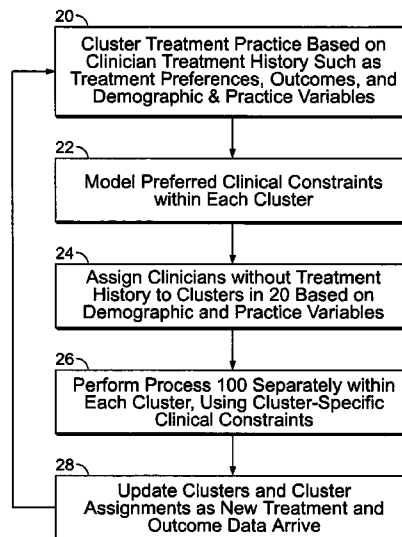 20
Cluster Treatment Practice Based on
Clinician Treatment History Such as
Treatment Preferences, Outcomes, and
Demographic & Practice Variables
22
Model Preferred Clinical Constraints
within Each Cluster
24
Assign Clinicians without Treatment
History to Clusters in 20 Based on
Demographic and Practice Variables
26
Perform Process 100 Separately within
Each Cluster, Using Cluster-Specific
Clinical Constraints
28
Update Clusters and Cluster
Assignments as New Treatment and
Outcome Data Arrive